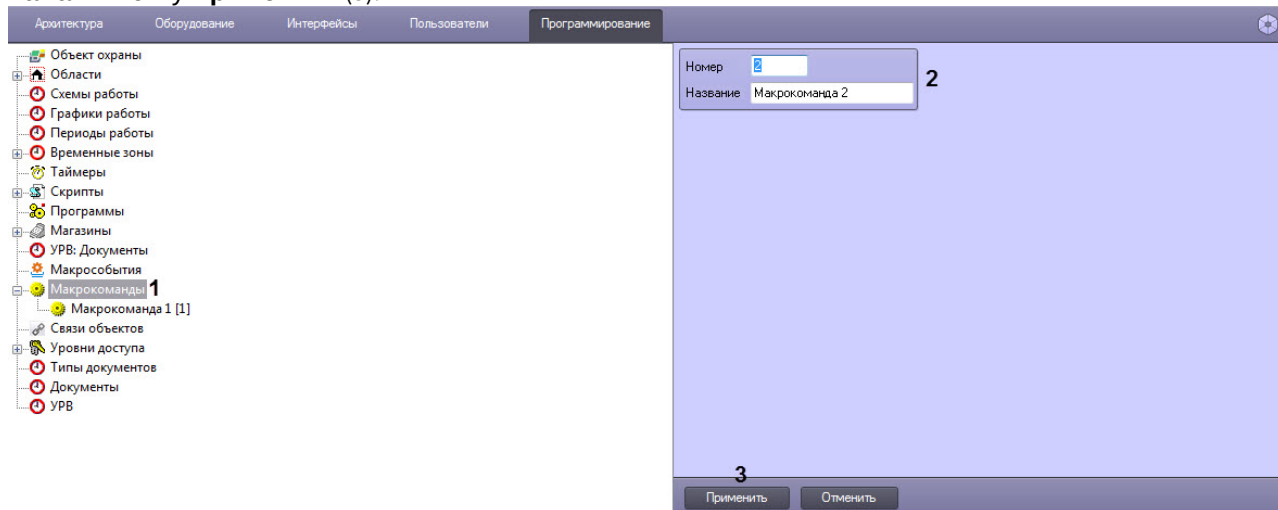 Архитектура Оборудование Интерфейсы Пользователи Программирование
Объект охраны
Области
Схемы работы
Графики работы
Периоды работы
Временные зоны
Таймеры
Скрипты
Программы
Магазины
УРВ: Документы
Макрособытия
Макрокоманды 1
Макрокоманда 1 [1]
Связи объектов
Уровни доступа
Типы документов
Документы
УРВ
Номер 2
Название Макрокоманда 2
2
3
Применить Отменить